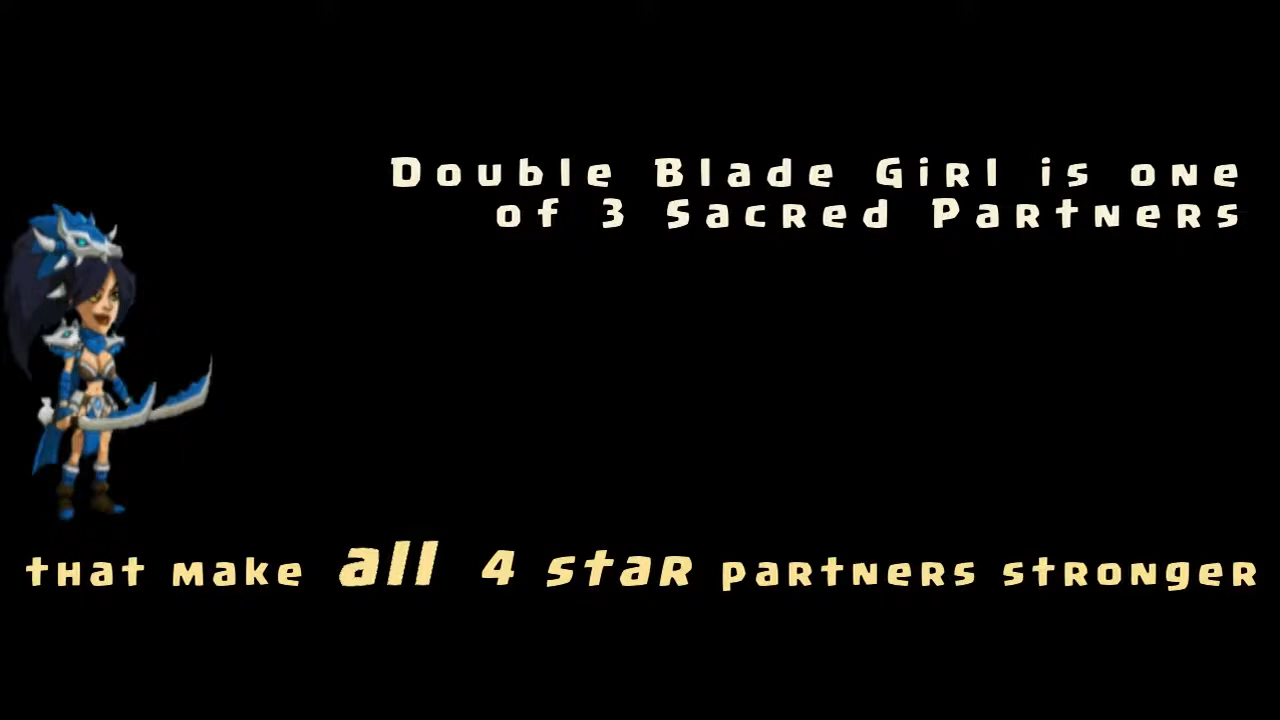 Double Blade Girl is one
of 3 Sacred Partners
that make all 4 star partners stronger